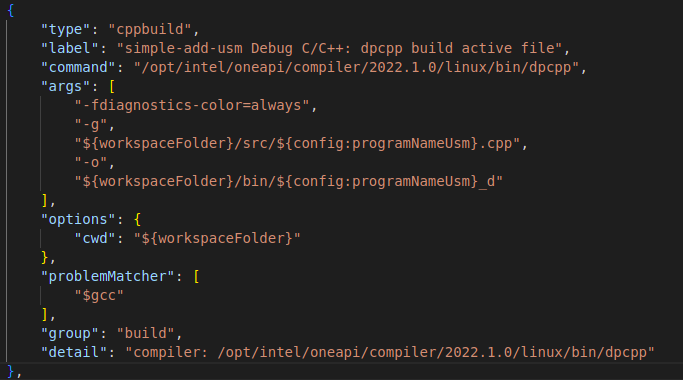 {
    "type": "cppbuild",
    "label": "simple-add-usm Debug C/C++: dpcpp build active file",
    "command": "/opt/intel/oneapi/compiler/2022.1.0/linux/bin/dpcpp",
    "args": [
        "-fdiagnostics-color=always",
        "-g",
        "${workspaceFolder}/src/${config:programNameUsm}.cpp",
        "-o",
        "${workspaceFolder}/bin/${config:programNameUsm}_d"
    ],
    "options": {
        "cwd": "${workspaceFolder}"
    },
    "problemMatcher": [
        "$gcc"
    ],
    "group": "build",
    "detail": "compiler: /opt/intel/oneapi/compiler/2022.1.0/linux/bin/dpcpp"
},